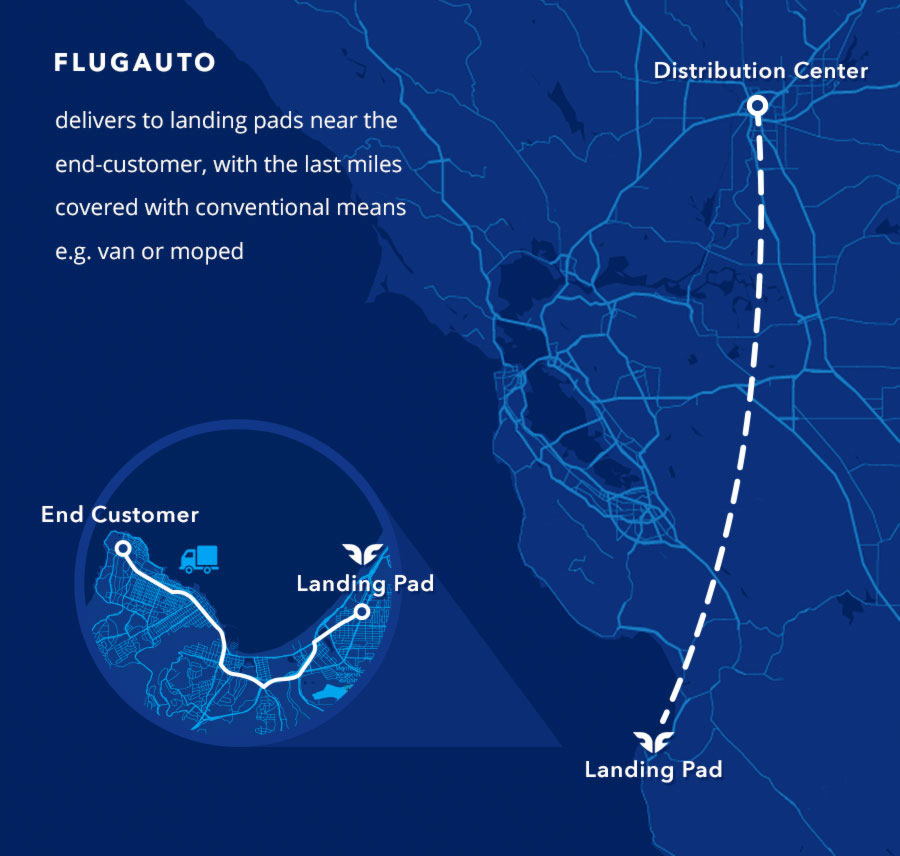 FLUGAUTO
delivers to landing pads near the
end-customer, with the last miles
covered with conventional means
e.g. van or moped
Distribution Center
End Customer
Landing Pad
Landing Pad